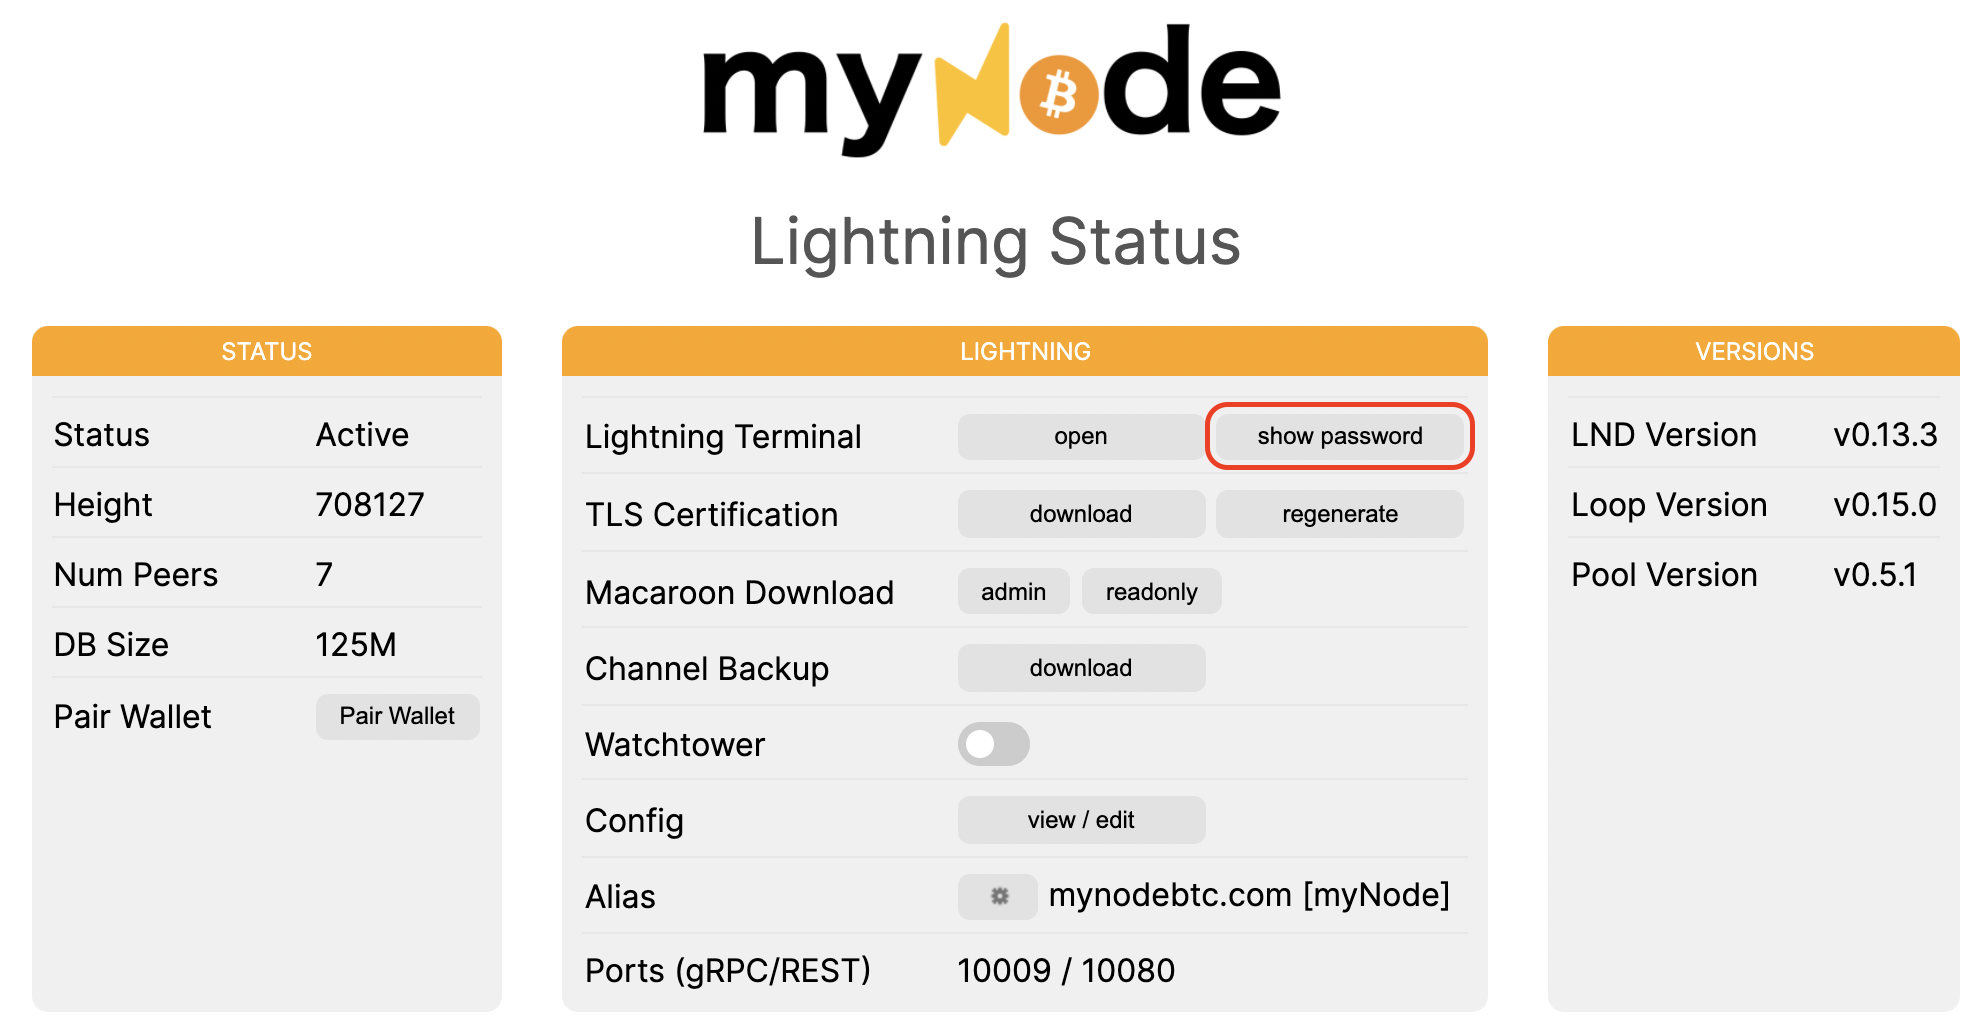 myNode
Lightning Status
STATUS
Status Active
Height 708127
Num Peers 7
DB Size 125M
Pair Wallet Pair Wallet
LIGHTNING
Lightning Terminal open show password
TLS Certification download regenerate
Macaroon Download admin readonly
Channel Backup download
Watchtower
Config view / edit
Alias mynodebtc.com [myNode]
Ports (gRPC/REST) 10009 / 10080
VERSIONS
LND Version v0.13.3
Loop Version v0.15.0
Pool Version v0.5.1